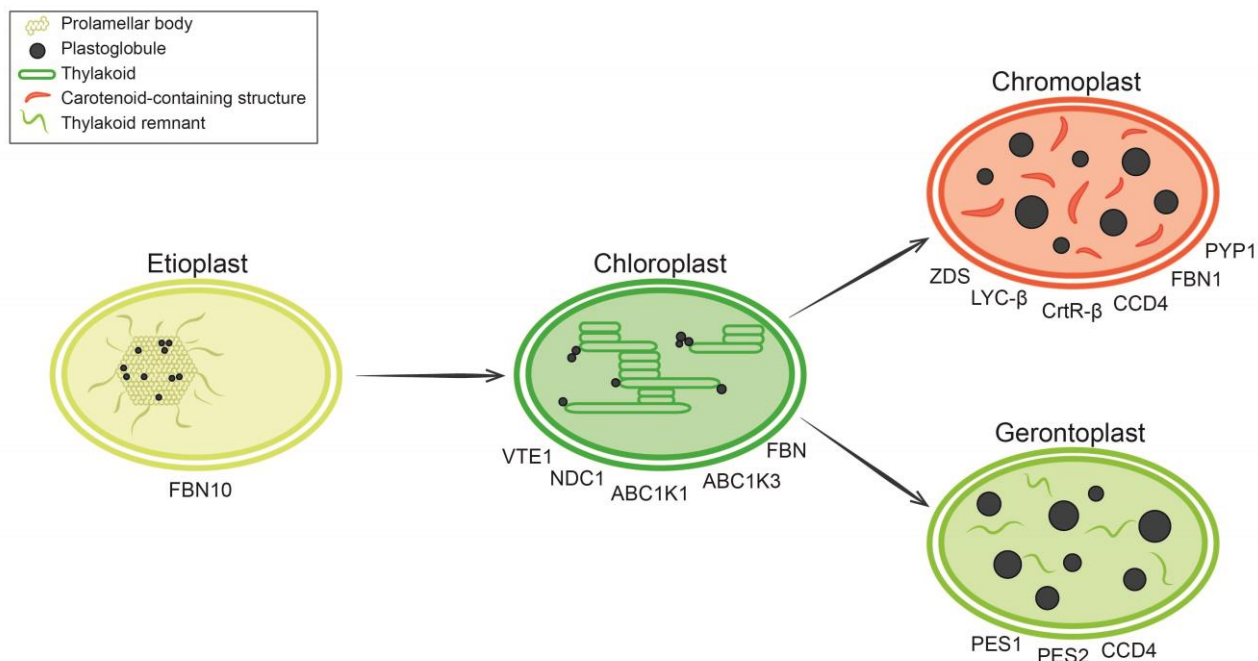 Prolamellar body
Plastoglobule
Thylakoid
Carotenoid-containing structure
Thylakoid remnant
Chromoplast
ZDS
LYC-β
CrtR-β
CCD4
FBN1
PYP1
Etioplast
FBN10
Chloroplast
VTE1
NDC1
ABC1K1
ABC1K3
FBN
Gerontoplast
PES1
PES2
CCD4